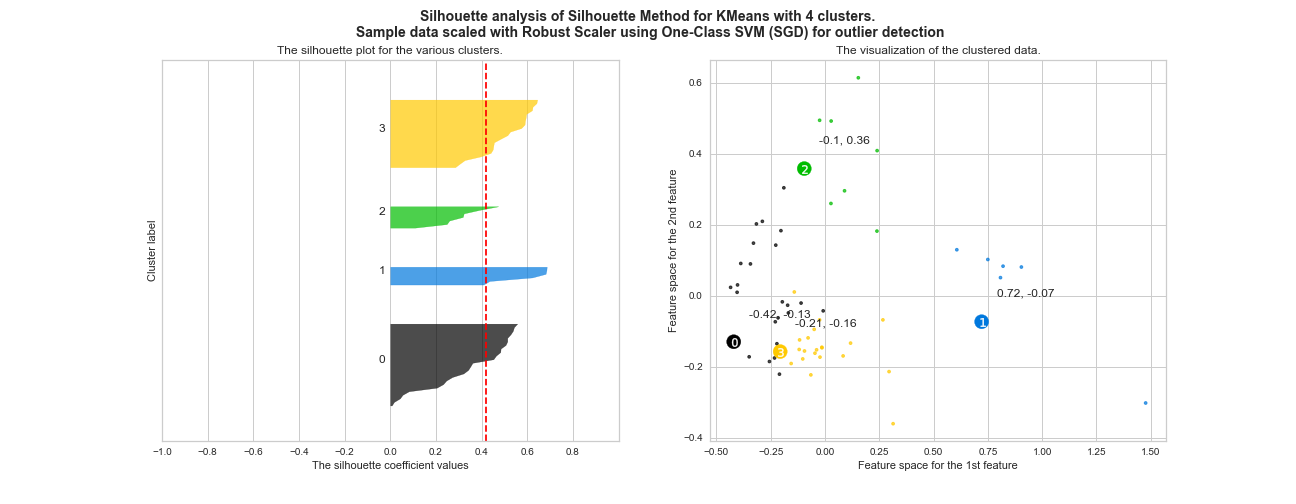 Silhouette analysis of Silhouette Method for KMeans with 4 clusters.
Sample data scaled with Robust Scaler using One-Class SVM (SGD) for outlier detection
The silhouette plot for the various clusters.
3
2
1
0
Cluster label
−1.0 −0.8 −0.6 −0.4 −0.2 0.0 0.2 0.4 0.6 0.8
The silhouette coefficient values
The visualization of the clustered data.
0.6
0.4
0.2
0.0
−0.2
−0.4
Feature space for the 2nd feature
-0.1, 0.36
2
0.72, -0.07
1
-0.42, -0.13
-0.21, -0.16
0
3
−0.50 −0.25 0.00 0.25 0.50 0.75 1.00 1.25 1.50
Feature space for the 1st feature